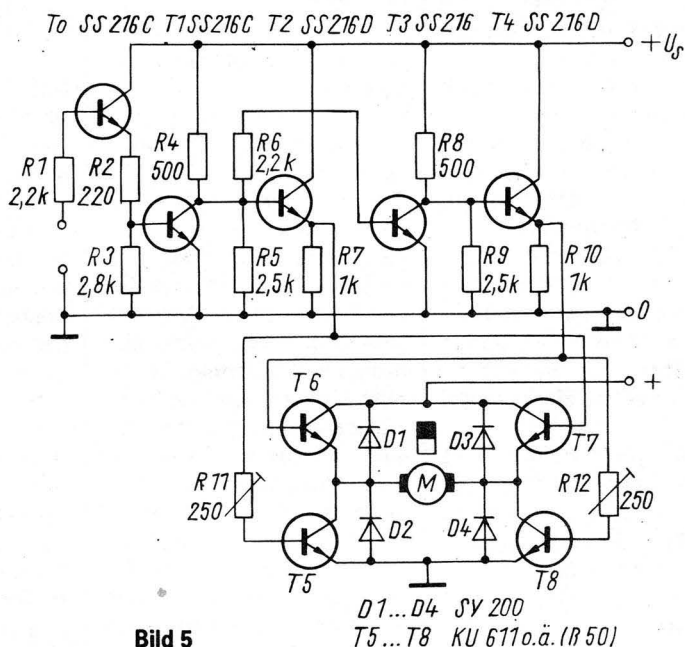 To SS216C T1 SS216C T2 SS216D T3 SS216 T4 SS216D
+U_S
R1
2,2k
R2
220
R3
2,8k
R4
500
R6
2,2k
R5
2,5k
R7
1k
R8
500
R9
2,5k
R10
1k
0
+
T6
T7
D1
D3
M
R11
250
R12
250
D2
D4
T5
T8
D1...D4 SY 200
T5...T8 KU 611 o.ä. (B 50)
Bild 5